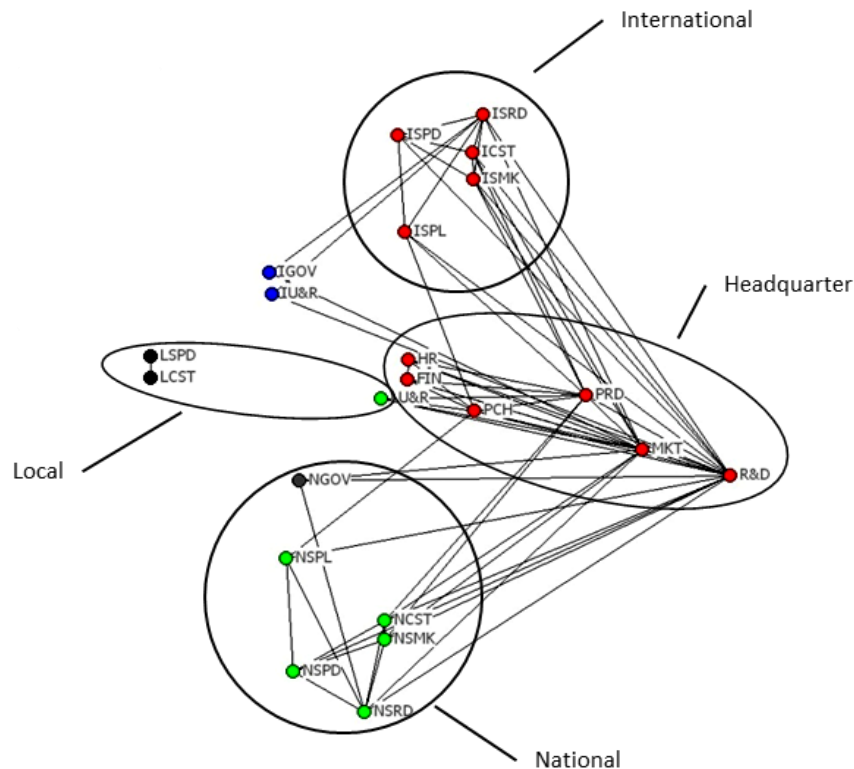 International
ISRD
ISPD
ICST
ISMK
ISPL
IGOV
IU&R
Headquarter
LSPD
LCST
HR
FIN
U&R
PCH
PRD
MKT
R&D
Local
NGOV
NSPL
NCST
NSMK
NSPD
NSRD
National